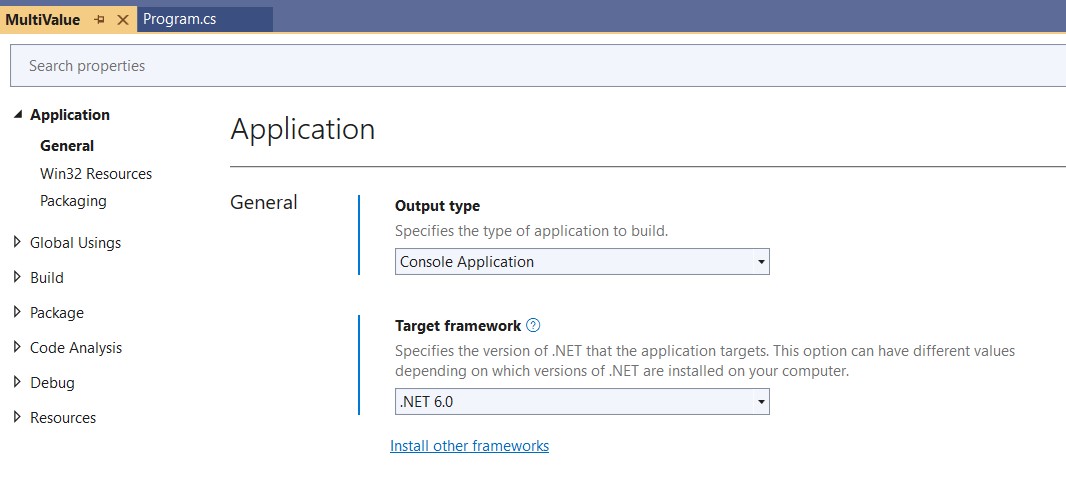 MultiValue
Program.cs
Search properties
Application
General
Win32 Resources
Packaging
Global Usings
Build
Package
Code Analysis
Debug
Resources
Application
General
Output type
Specifies the type of application to build.
Console Application
Target framework ?
Specifies the version of .NET that the application targets. This option can have different values
depending on which versions of .NET are installed on your computer.
.NET 6.0
Install other frameworks